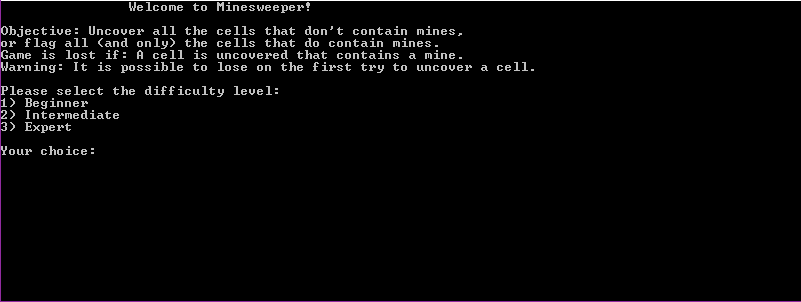 Welcome to Minesweeper!
Objective: Uncover all the cells that don't contain mines,
or flag all (and only) the cells that do contain mines.
Game is lost if: A cell is uncovered that contains a mine.
Warning: It is possible to lose on the first try to uncover a cell.
Please select the difficulty level:
1) Beginner
2) Intermediate
3) Expert
Your choice: